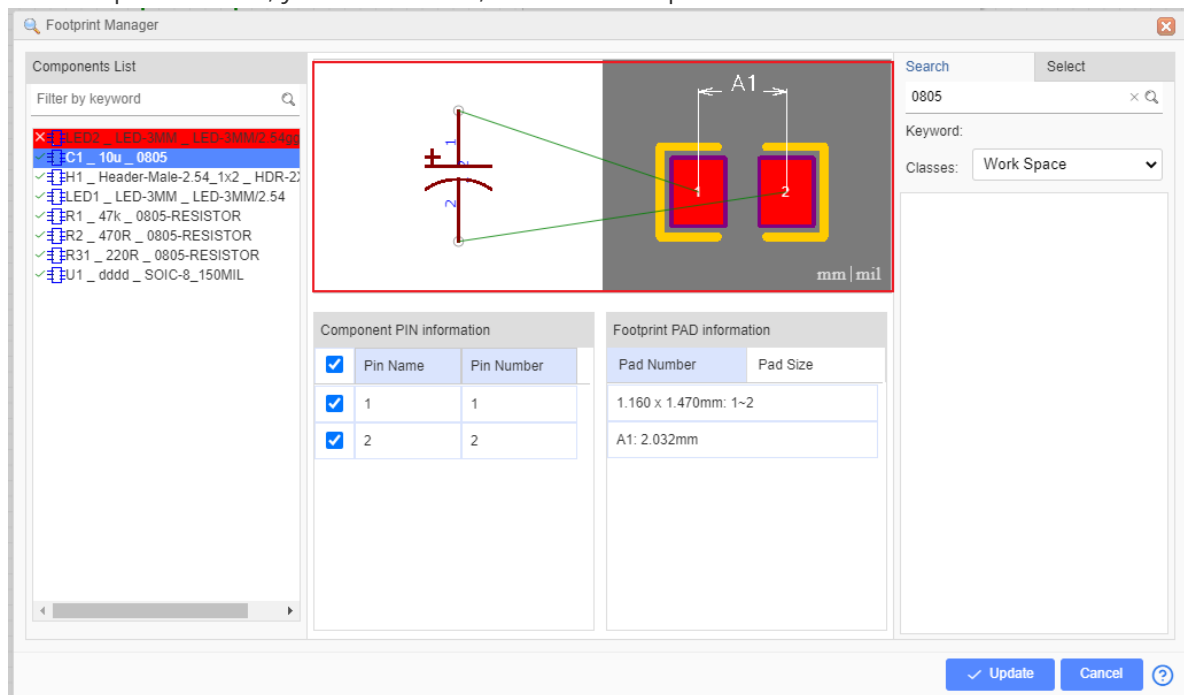 Footprint Manager
Components List
Filter by keyword
LED2 _ LED-3MM _ LED-3MM/2.54gg
C1 _ 10u _ 0805
H1 _ Header-Male-2.54_1x2 _ HDR-2
LED1 _ LED-3MM _ LED-3MM/2.54
R1 _ 47k _ 0805-RESISTOR
R2 _ 470R _ 0805-RESISTOR
R31 _ 220R _ 0805-RESISTOR
U1 _ dddd _ SOIC-8_150MIL
1
2
2
A1
1
2
mm|mil
Component PIN information
Pin Name Pin Number
1 1
2 2
Footprint PAD information
Pad Number Pad Size
1.160 x 1.470mm: 1~2
A1: 2.032mm
Search Select
0805
Keyword:
Classes: Work Space
Update Cancel ?